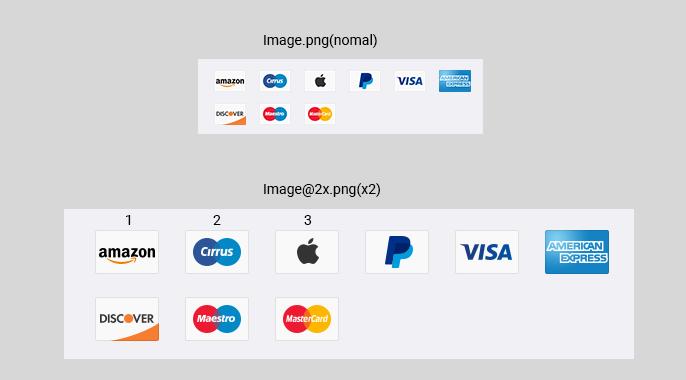 Image.png(nomal)
amazon Cirrus VISA AMERICAN EXPRESS
DISCOVER Maestro MasterCard
Image@2x.png(x2)
1 2 3
amazon Cirrus VISA AMERICAN EXPRESS
DISCOVER Maestro MasterCard